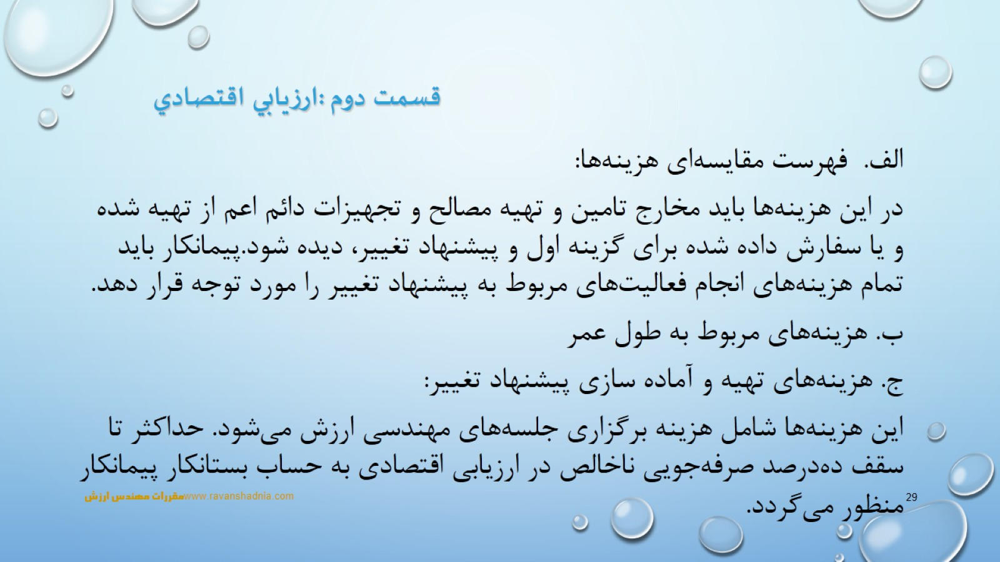 قسمت دوم :ارزيابي اقتصادي
الف.  فهرست مقایسه‌ای هزینه‌ها:
در این هزینه‌ها باید مخارج تامین و تهیه مصالح و تجهیزات دائم اعم از تهیه شده
و یا سفارش داده شده برای گزینه اول و پیشنهاد تغییر، دیده شود.پیمانکار باید
تمام هزینه‌های انجام فعالیت‌های مربوط به پیشنهاد تغییر را مورد توجه قرار دهد.
ب. هزینه‌های مربوط به طول عمر
ج. هزینه‌های تهیه و آماده سازی پیشنهاد تغییر:
این هزینه‌ها شامل هزینه برگزاری جلسه‌های مهندسی ارزش می‌شود. حداکثر تا
سقف ده‌درصد صرفه‌جویی ناخالص در ارزیابی اقتصادی به حساب بستانکار پیمانکار
منظور می‌گردد.
www.ravanshadnia.comمقررات مهندس ارزش
29